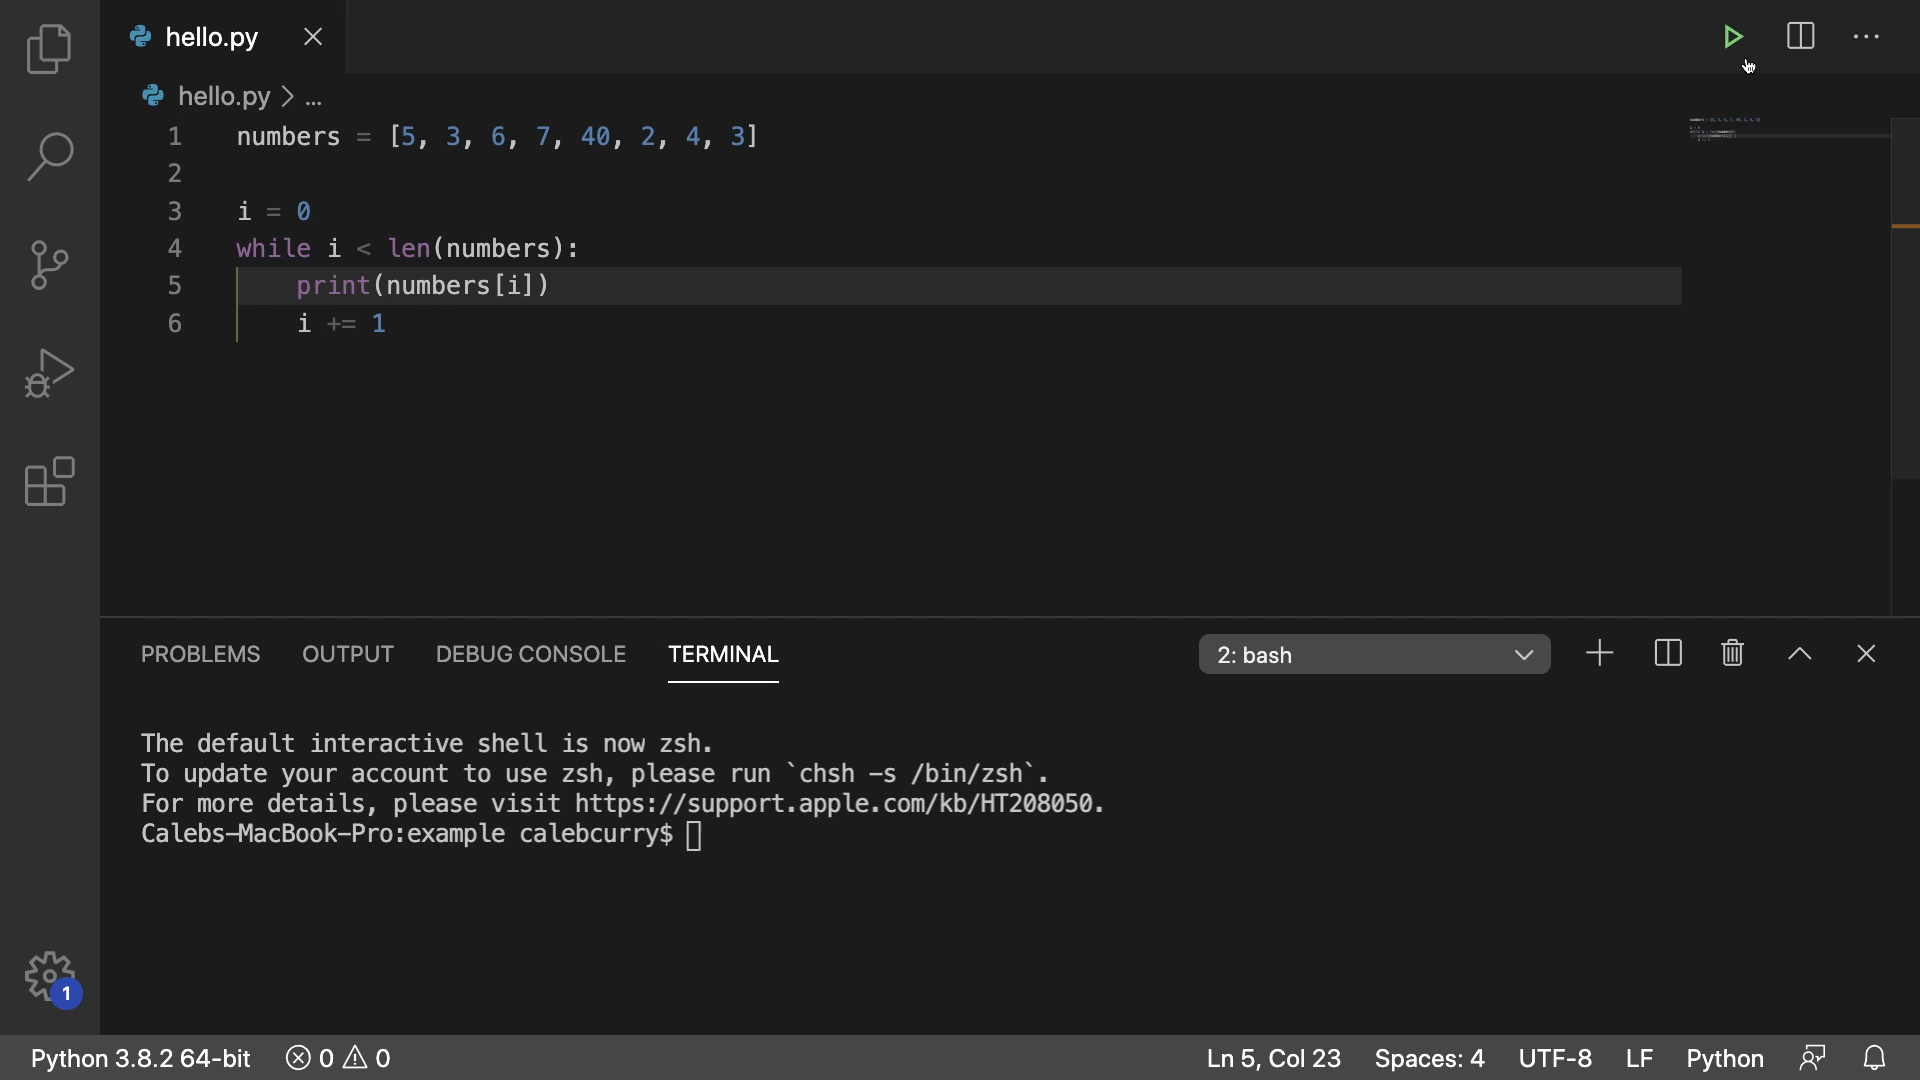 hello.py
hello.py > ...
1 numbers = [5, 3, 6, 7, 40, 2, 4, 3]
2
3 i = 0
4 while i < len(numbers):
5     print(numbers[i])
6     i += 1
PROBLEMS OUTPUT DEBUG CONSOLE TERMINAL 2: bash
The default interactive shell is now zsh.
To update your account to use zsh, please run `chsh -s /bin/zsh`.
For more details, please visit https://support.apple.com/kb/HT208050.
Calebs-MacBook-Pro:example calebcurry$
1
Python 3.8.2 64-bit 0 0 Ln 5, Col 23 Spaces: 4 UTF-8 LF Python